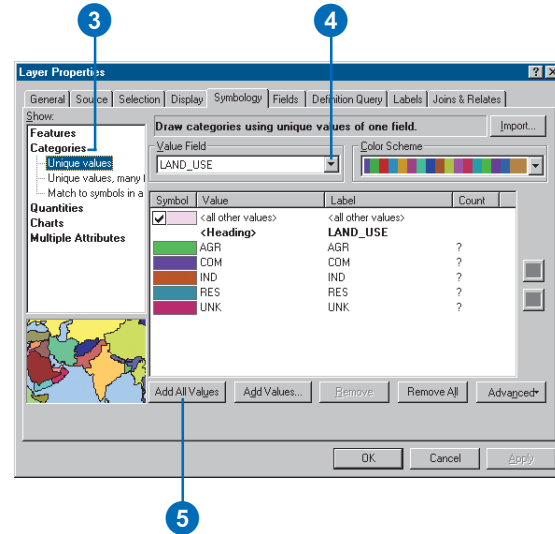 3
4
Layer Properties
General Source Selection Display Symbology Fields Definition Query Labels Joins & Relates
Show:
Features
Categories
Unique values
Unique values, many f
Match to symbols in a
Quantities
Charts
Multiple Attributes
Draw categories using unique values of one field.
Import...
Value Field
LAND_USE
Color Scheme
Symbol Value Label Count
<all other values> <all other values>
<Heading> LAND_USE
AGR AGR ?
COM COM ?
IND IND ?
RES RES ?
UNK UNK ?
Add All Values Add Values... Remove Remove All Advanced
OK Cancel Apply
5